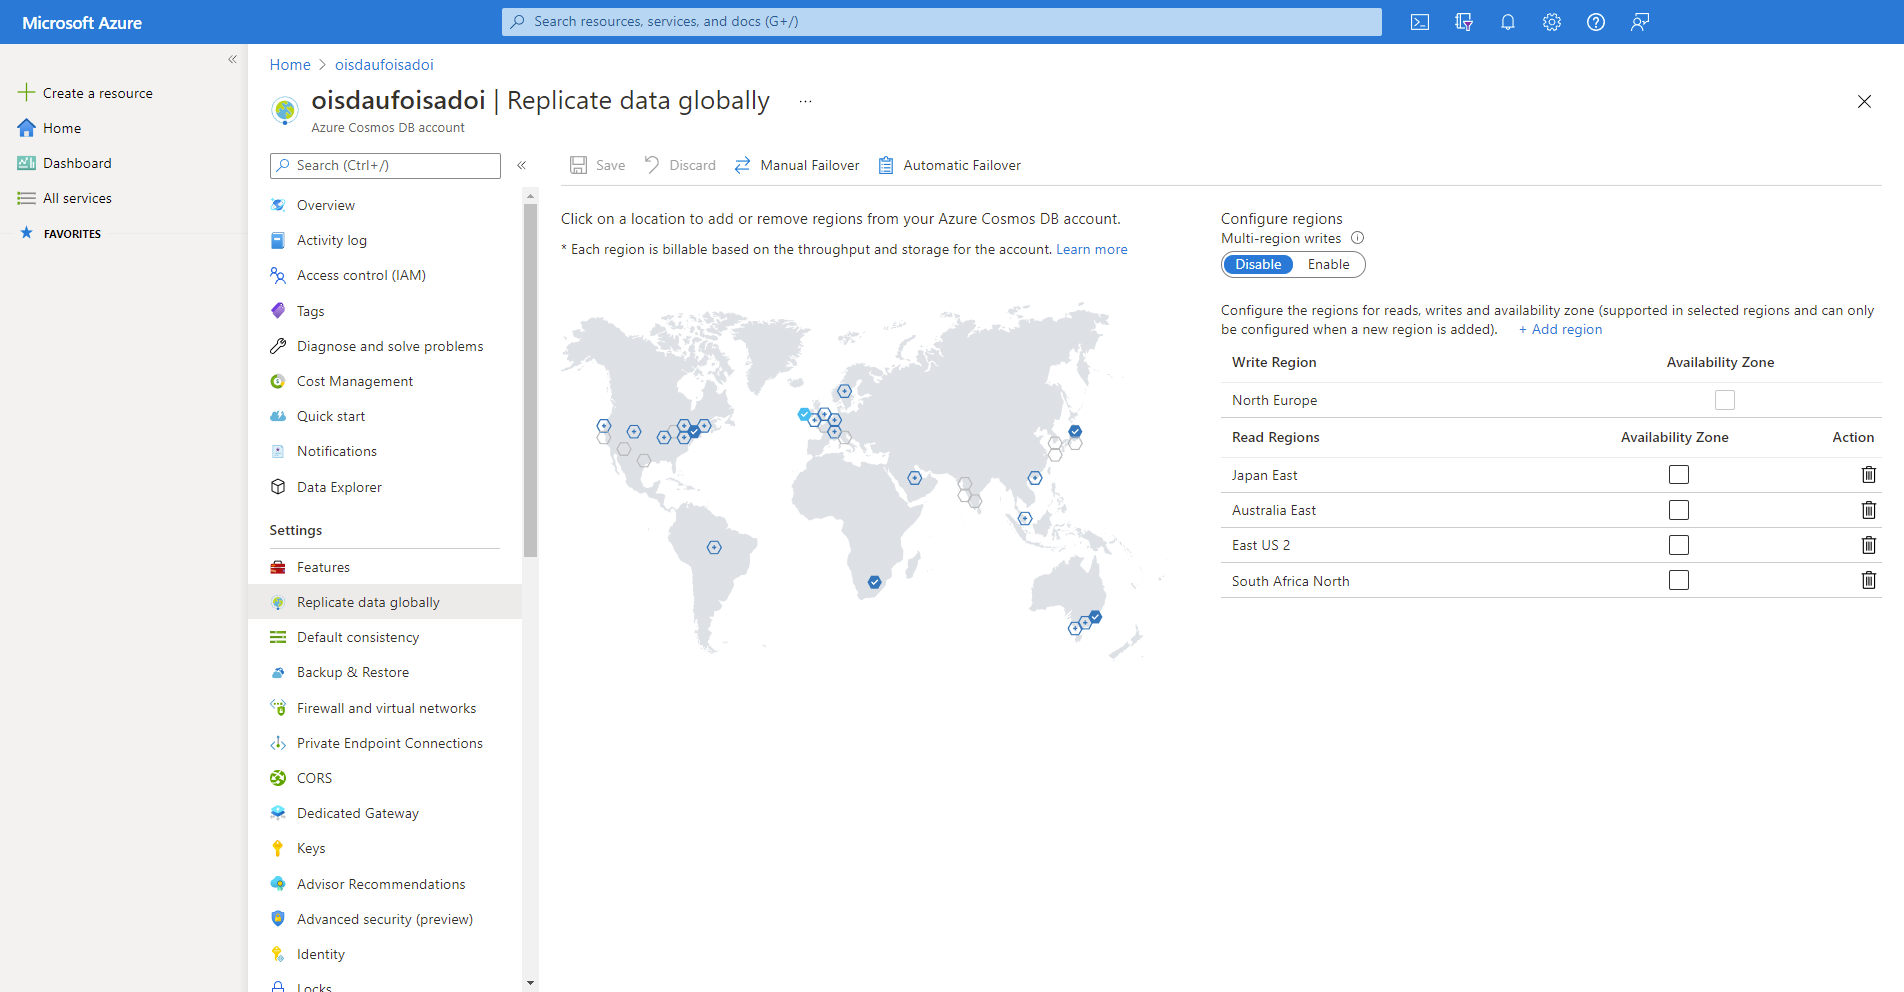 Microsoft Azure
Search resources, services, and docs (G+/)
Create a resource
Home
Dashboard
All services
FAVORITES
Home > oisdaufoisadoi
oisdaufoisadoi | Replicate data globally ...
Azure Cosmos DB account
Search (Ctrl+/)
Overview
Activity log
Access control (IAM)
Tags
Diagnose and solve problems
Cost Management
Quick start
Notifications
Data Explorer
Settings
Features
Replicate data globally
Default consistency
Backup & Restore
Firewall and virtual networks
Private Endpoint Connections
CORS
Dedicated Gateway
Keys
Advisor Recommendations
Advanced security (preview)
Identity
Locks
Save Discard Manual Failover Automatic Failover
Click on a location to add or remove regions from your Azure Cosmos DB account.
* Each region is billable based on the throughput and storage for the account. Learn more
Configure regions
Multi-region writes
Disable Enable
Configure the regions for reads, writes and availability zone (supported in selected regions and can only
be configured when a new region is added). + Add region
Write Region Availability Zone
North Europe
Read Regions Availability Zone Action
Japan East
Australia East
East US 2
South Africa North